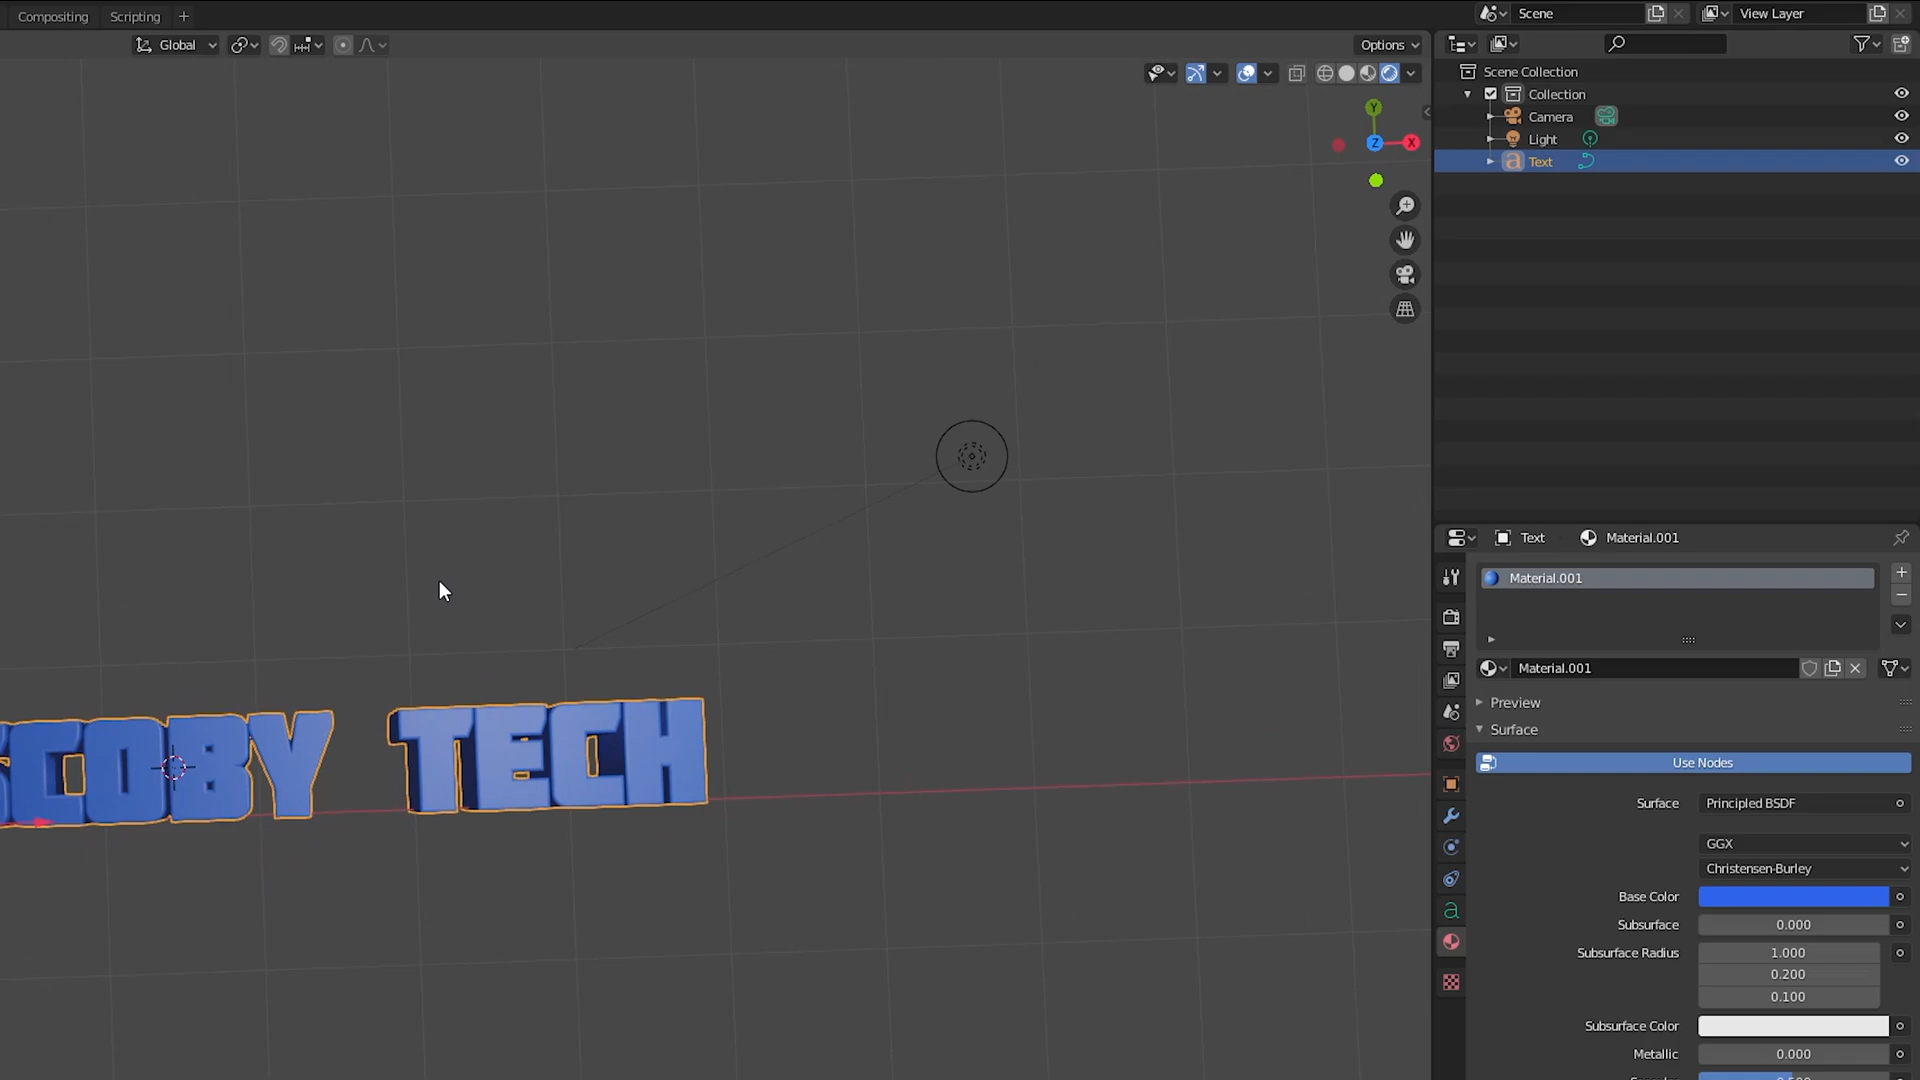 Compositing Scripting +
Scene
View Layer
Global
Options
Y
Z X
Scene Collection
Collection
Camera
Light
a Text
SCOBY TECH
Text Material.001
Material.001
Material.001
Preview
Surface
Use Nodes
Surface Principled BSDF
GGX
Christensen-Burley
Base Color
Subsurface 0.000
Subsurface Radius 1.000
0.200
0.100
Subsurface Color
Metallic 0.000